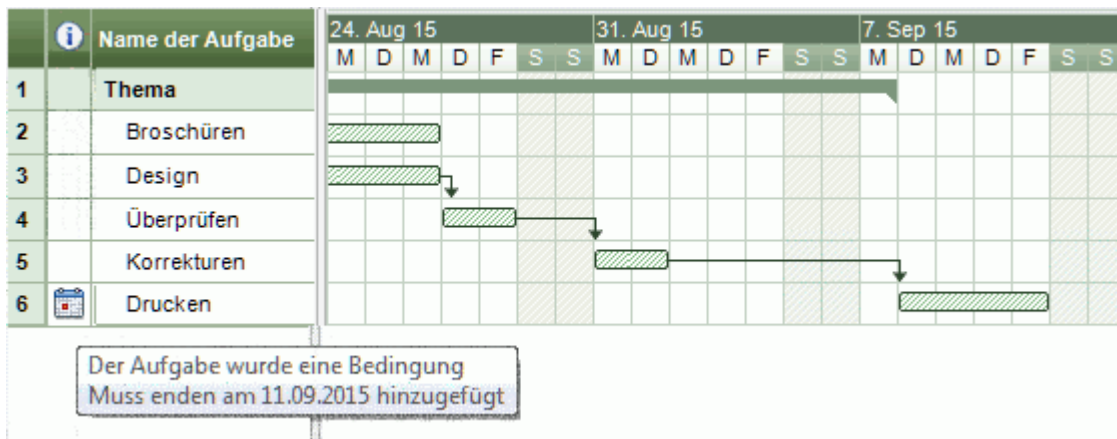 Name der Aufgabe
24. Aug 15 31. Aug 15 7. Sep 15
M D M D F S S M D M D F S S M D M D F S S
1 Thema
2 Broschüren
3 Design
4 Überprüfen
5 Korrekturen
6 Drucken
Der Aufgabe wurde eine Bedingung
Muss enden am 11.09.2015 hinzugefügt